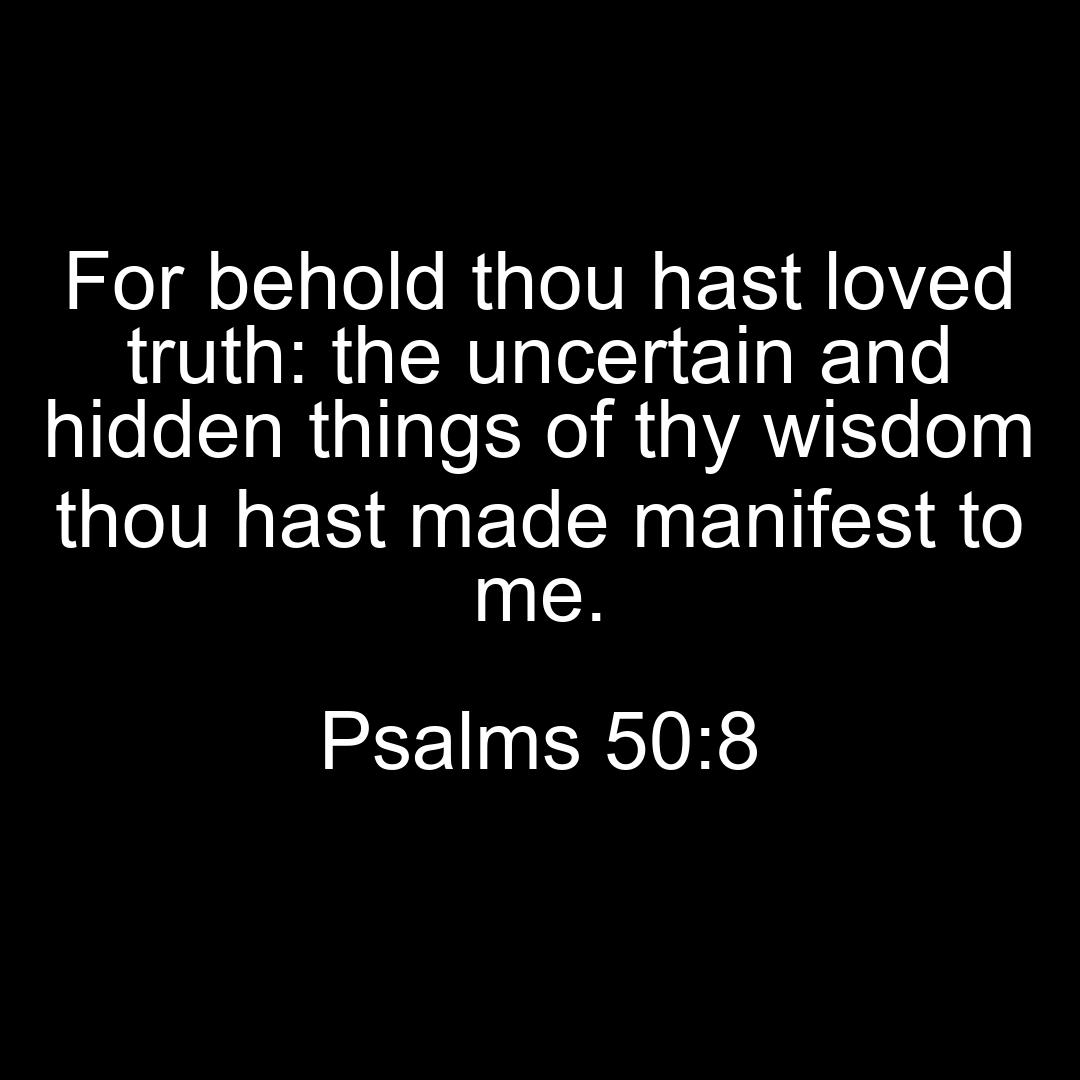 For behold thou hast loved
truth: the uncertain and
hidden things of thy wisdom
thou hast made manifest to
me.
Psalms 50:8